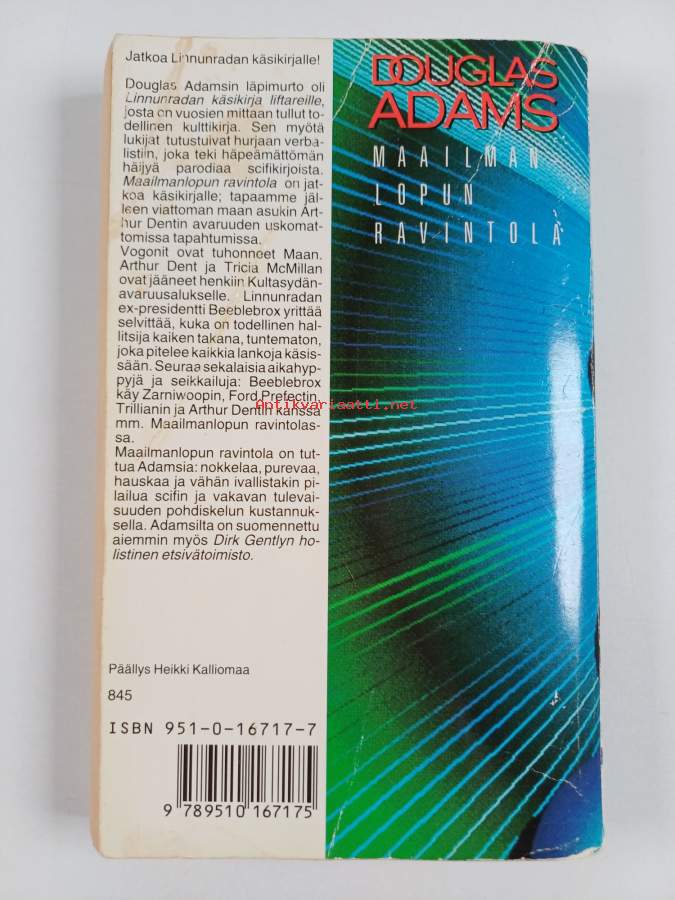 Jatkoa Linnunradan käsikirjalle!
Douglas Adamsin läpimurto oli
Linnunradan käsikirja liftareille,
josta on vuosien mittaan tullut to-
dellinen kulttikirja. Sen myötä
lukijat tutustuivat hurjaan verba-
listiin, joka teki häpeämättömän
häijyä parodiaa scifikirjoista.
Maailmanlopun ravintola on jat-
koa käsikirjalle; tapaamme jäl-
leen viattoman maan asukin Art-
hur Dentin avaruuden uskomat-
tomissa tapahtumissa.
Vogonit ovat tuhonneet Maan.
Arthur Dent ja Tricia McMillan
ovat jääneet henkiin Kultasydän-
avaruusalukselle. Linnunradan
ex-presidentti Beeblebrox yrittää
selvittää, kuka on todellinen hal-
litsija kaiken takana, tuntematon,
joka pitelee kaikkia lankoja käsis-
sään. Seuraa sekalaisia aikahyp-
pyjä ja seikkailuja: Beeblebrox
käy Zarniwoopin, Ford Prefectin,
Trillianin ja Arthur Dentin kanssa
mm. Maailmanlopun ravintolas-
sa.
Maailmanlopun ravintola on tut-
tua Adamsia: nokkelaa, purevaa,
hauskaa ja vähän ivallistakin pi-
lailua scifin ja vakavan tulevai-
suuden pohdiskelun kustannuk-
sella. Adamsilta on suomennettu
aiemmin myös Dirk Gentlyn ho-
listinen etsivätoimisto.
Päällys Heikki Kalliomaa
845
ISBN 951-0-16717-7
9 789510 167175
DOUGLAS
ADAMS
MAAILMAN
LOPUN
RAVINTOLA
Antikvariaatti.net